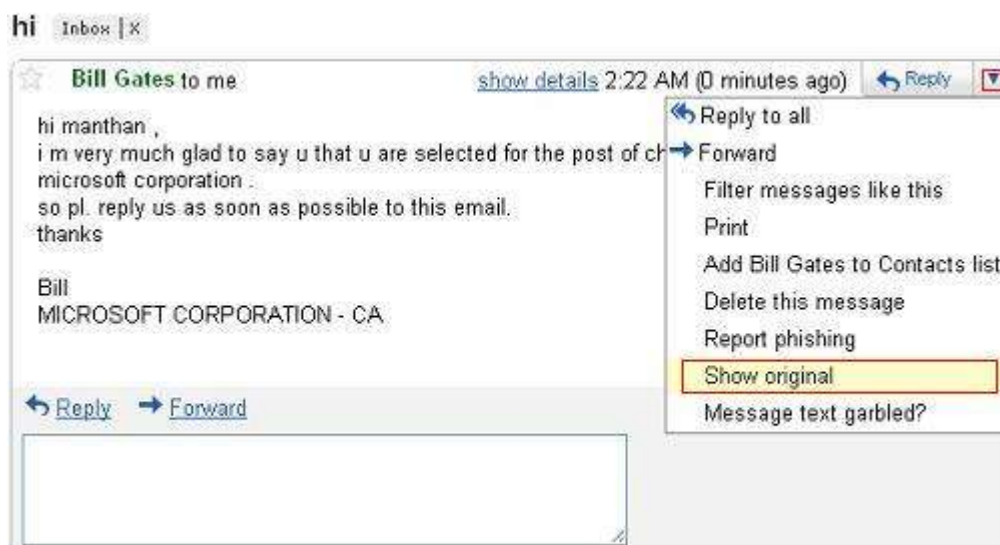 hi Inbox | X
Bill Gates to me show details 2:22 AM (0 minutes ago) Reply
hi manthan ,
i m very much glad to say u that u are selected for the post of
microsoft corporation .
so pl. reply us as soon as possible to this email.
thanks
Bill
MICROSOFT CORPORATION - CA
Reply to all
Forward
Filter messages like this
Print
Add Bill Gates to Contacts list
Delete this message
Report phishing
Show original
Message text garbled?
Reply Forward